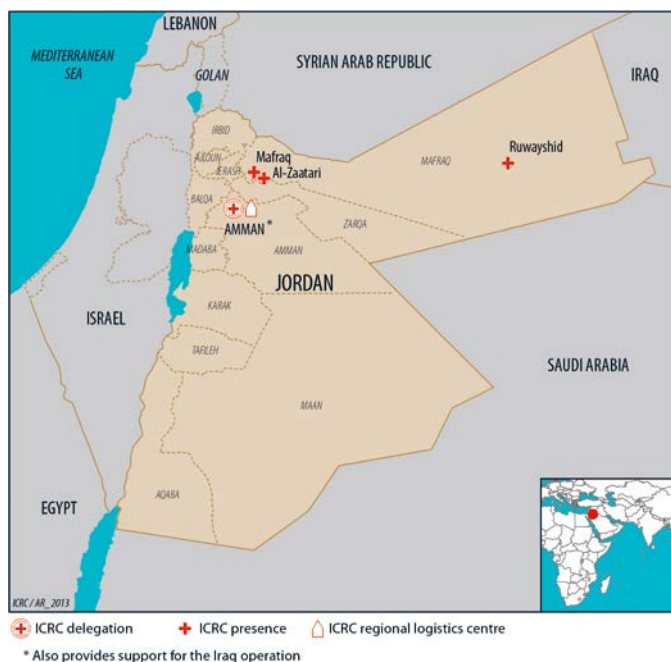 LEBANON
MEDITERRANEAN
SEA
SYRIAN ARAB REPUBLIC
GOLAN
IRAQ
IRBID
Mafraq
Ruwayshid
AJLOUN
MAFRAQ
JERASH
Al-Zaatari
BALQA
ZARQA
AMMAN *
MADABA
AMMAN
JORDAN
KARAK
ISRAEL
TAFILEH
SAUDI ARABIA
MAAN
AQABA
EGYPT
ICRC / AR_2013
ICRC delegation
ICRC presence
ICRC regional logistics centre
* Also provides support for the Iraq operation